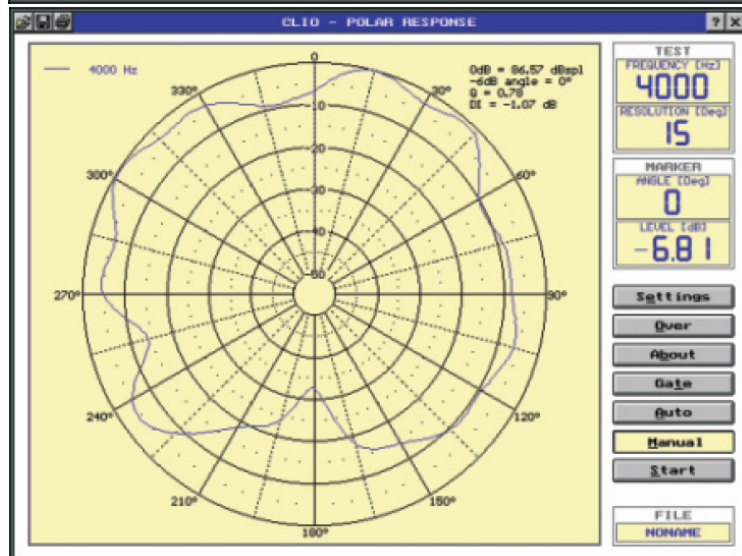 CLIO - POLAR RESPONSE
? X
4000 Hz
0dB = 86.57 dBspl
-6dB angle = 0°
Q = 0.78
DI = -1.07 dB
0
30°
60°
90°
120°
150°
180°
210°
240°
270°
300°
330°
-10
-20
-30
-40
-50
TEST
FREQUENCY [Hz]
4000
RESOLUTION [Deg]
15
MARKER
ANGLE [Deg]
0
LEVEL [dB]
-6.81
Settings
Over
About
Gate
Auto
Manual
Start
FILE
NONAME